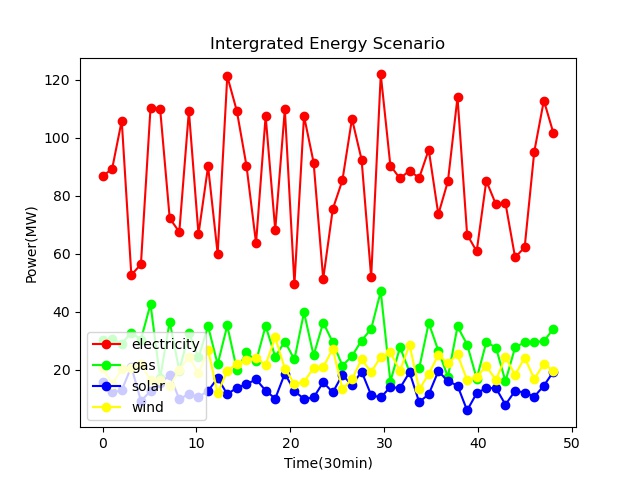 Intergrated Energy Scenario
Power(MW)
120
100
80
60
40
20
electricity
gas
solar
wind
0
10
20
30
40
50
Time(30min)